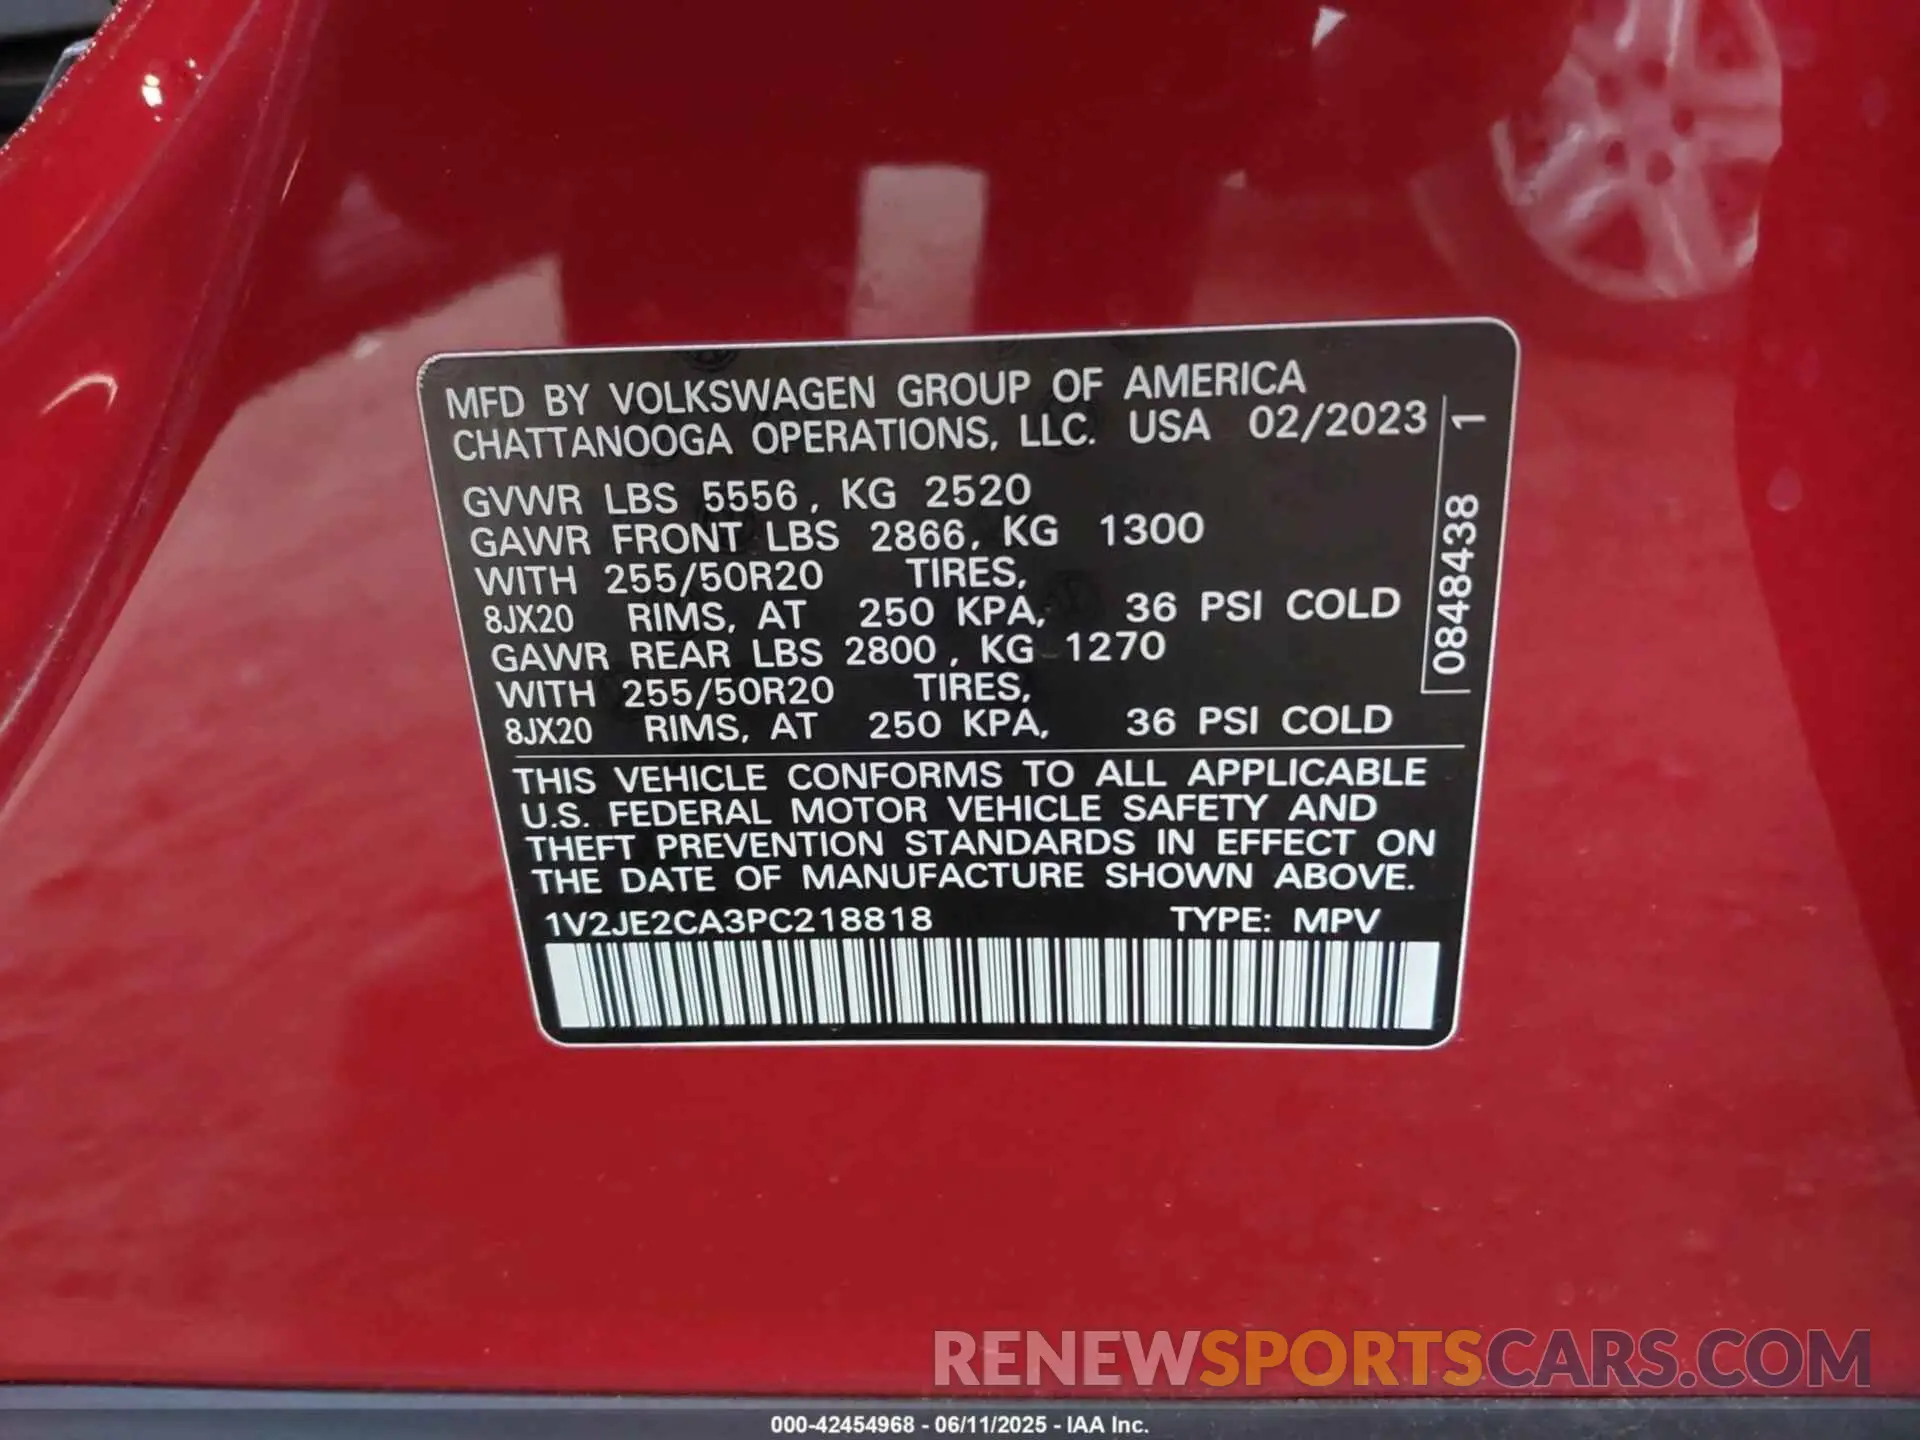 MFD BY VOLKSWAGEN GROUP OF AMERICA
CHATTANOOGA OPERATIONS, LLC. USA 02/2023
GVWR LBS 5556, KG 2520
GAWR FRONT LBS 2866, KG 1300
WITH 255/50R20 TIRES,
8JX20 RIMS, AT 250 KPA, 36 PSI COLD
GAWR REAR LBS 2800, KG 1270
WITH 255/50R20 TIRES,
8JX20 RIMS, AT 250 KPA, 36 PSI COLD
0848438 1
THIS VEHICLE CONFORMS TO ALL APPLICABLE
U.S. FEDERAL MOTOR VEHICLE SAFETY AND
THEFT PREVENTION STANDARDS IN EFFECT ON
THE DATE OF MANUFACTURE SHOWN ABOVE.
1V2JE2CA3PC218818 TYPE: MPV
RENEWSPORTSCARS.COM
000-42454968 - 06/11/2025 - IAA Inc.